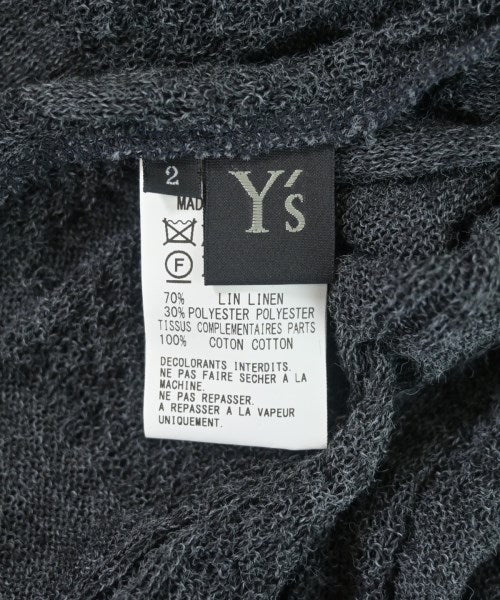 2
Y's
MAD
F
70% LIN LINEN
30% POLYESTER POLYESTER
TISSUS COMPLEMENTAIRES PARTS
100% COTON COTTON
DECOLORANTS INTERDITS.
NE PAS FAIRE SECHER A LA
MACHINE.
NE PAS REPASSER.
A REPASSER A LA VAPEUR
UNIQUEMENT.